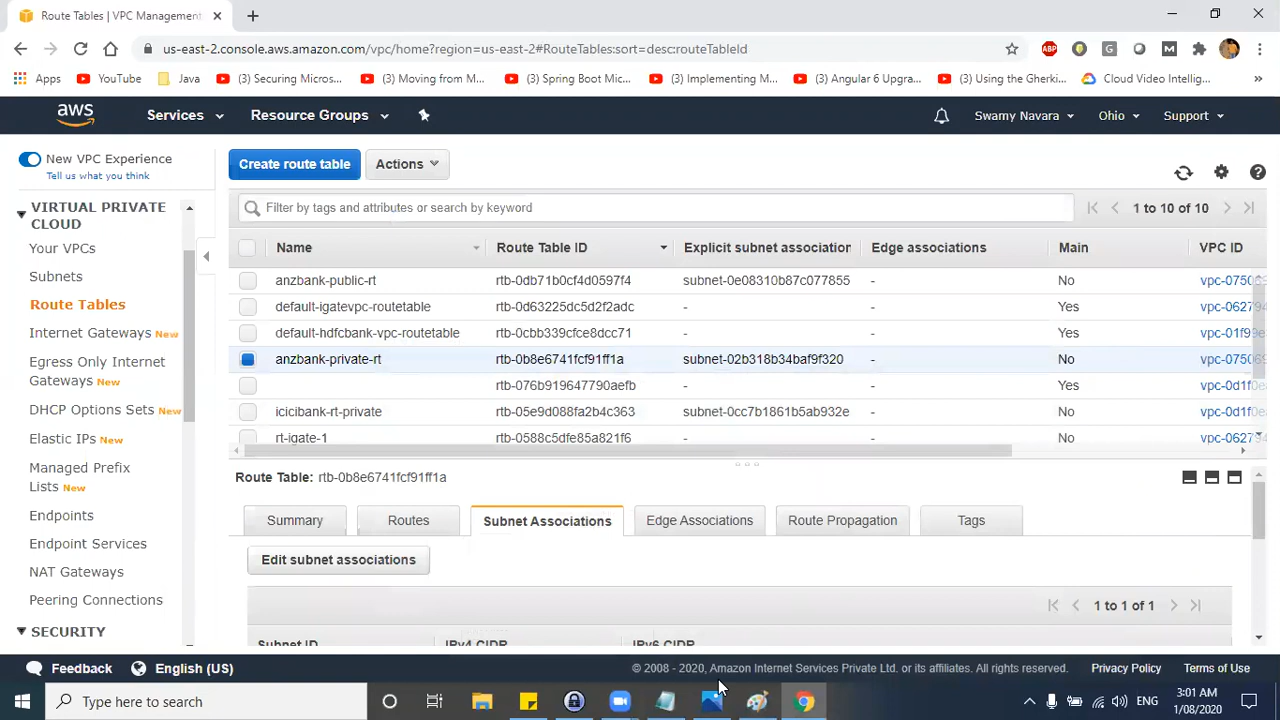 Route Tables | VPC Management
us-east-2.console.aws.amazon.com/vpc/home?region=us-east-2#RouteTables:sort=desc:routeTableId
ABP G M
Apps YouTube Java (3) Securing Micros... (3) Moving from M... (3) Spring Boot Mic... (3) Implementing M... (3) Angular 6 Upgra... (3) Using the Gherki... Cloud Video Intellig...
aws Services Resource Groups Swamy Navara Ohio Support
New VPC Experience
Tell us what you think
Create route table Actions
VIRTUAL PRIVATE
CLOUD
Your VPCs
Subnets
Route Tables
Internet Gateways New
Egress Only Internet
Gateways New
DHCP Options Sets New
Elastic IPs New
Managed Prefix
Lists New
Endpoints
Endpoint Services
NAT Gateways
Peering Connections
SECURITY
Filter by tags and attributes or search by keyword 1 to 10 of 10
Name Route Table ID Explicit subnet association Edge associations Main VPC ID
anzbank-public-rt rtb-0db71b0cf4d0597f4 subnet-0e08310b87c077855 - No vpc-0750
default-igatevpc-routetable rtb-0d63225dc5d2f2adc - - Yes vpc-0627
default-hdfcbank-vpc-routetable rtb-0cbb339cfce8dcc71 - - Yes vpc-01f99
anzbank-private-rt rtb-0b8e6741fcf91ff1a subnet-02b318b34baf9f320 - No vpc-0750
rtb-076b919647790aefb - - Yes vpc-0d1f0
icicibank-rt-private rtb-05e9d088fa2b4c363 subnet-0cc7b1861b5ab932e - No vpc-0d1f0
rt-igate-1 rtb-0588c5dfe85a821f6 - - No vpc-0627
Route Table: rtb-0b8e6741fcf91ff1a
Summary Routes Subnet Associations Edge Associations Route Propagation Tags
Edit subnet associations
1 to 1 of 1
Subnet ID IPv4 CIDR IPv6 CIDR
Feedback English (US) © 2008 - 2020, Amazon Internet Services Private Ltd. or its affiliates. All rights reserved. Privacy Policy Terms of Use
Type here to search ENG 3:01 AM
1/08/2020